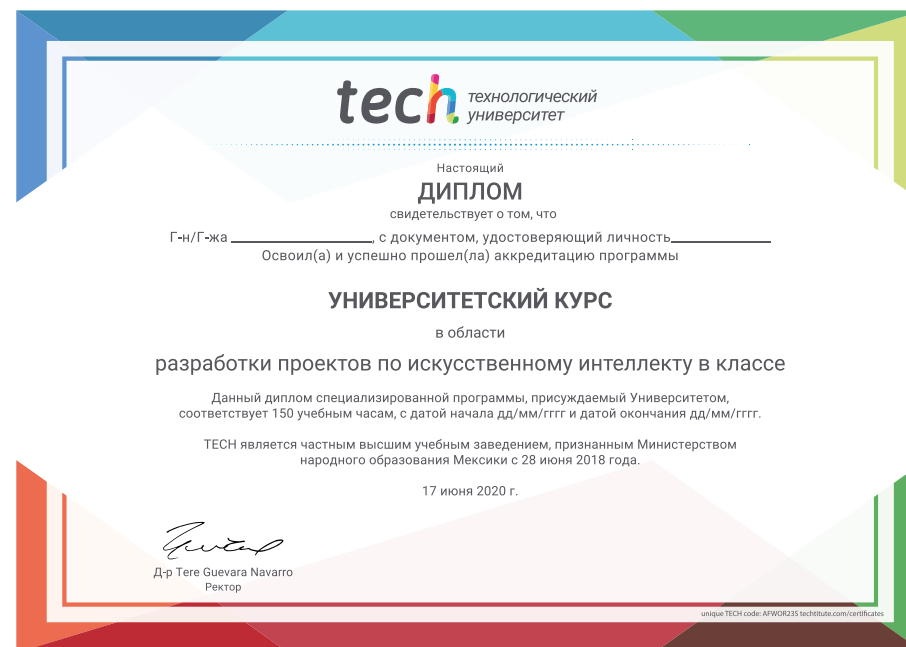 tech технологический
университет
Настоящий
ДИПЛОМ
свидетельствует о том, что
Г-н/Г-жа ____________________, с документом, удостоверяющий личность______________
Освоил(а) и успешно прошел(ла) аккредитацию программы
УНИВЕРСИТЕТСКИЙ КУРС
в области
разработки проектов по искусственному интеллекту в классе
Данный диплом специализированной программы, присуждаемый Университетом,
соответствует 150 учебным часам, с датой начала дд/мм/гггг и датой окончания дд/мм/гггг.
TECH является частным высшим учебным заведением, признанным Министерством
народного образования Мексики с 28 июня 2018 года.
17 июня 2020 г.
Д-р Tere Guevara Navarro
Ректор
unique TECH code: AFWOR23S techtitute.com/certificates